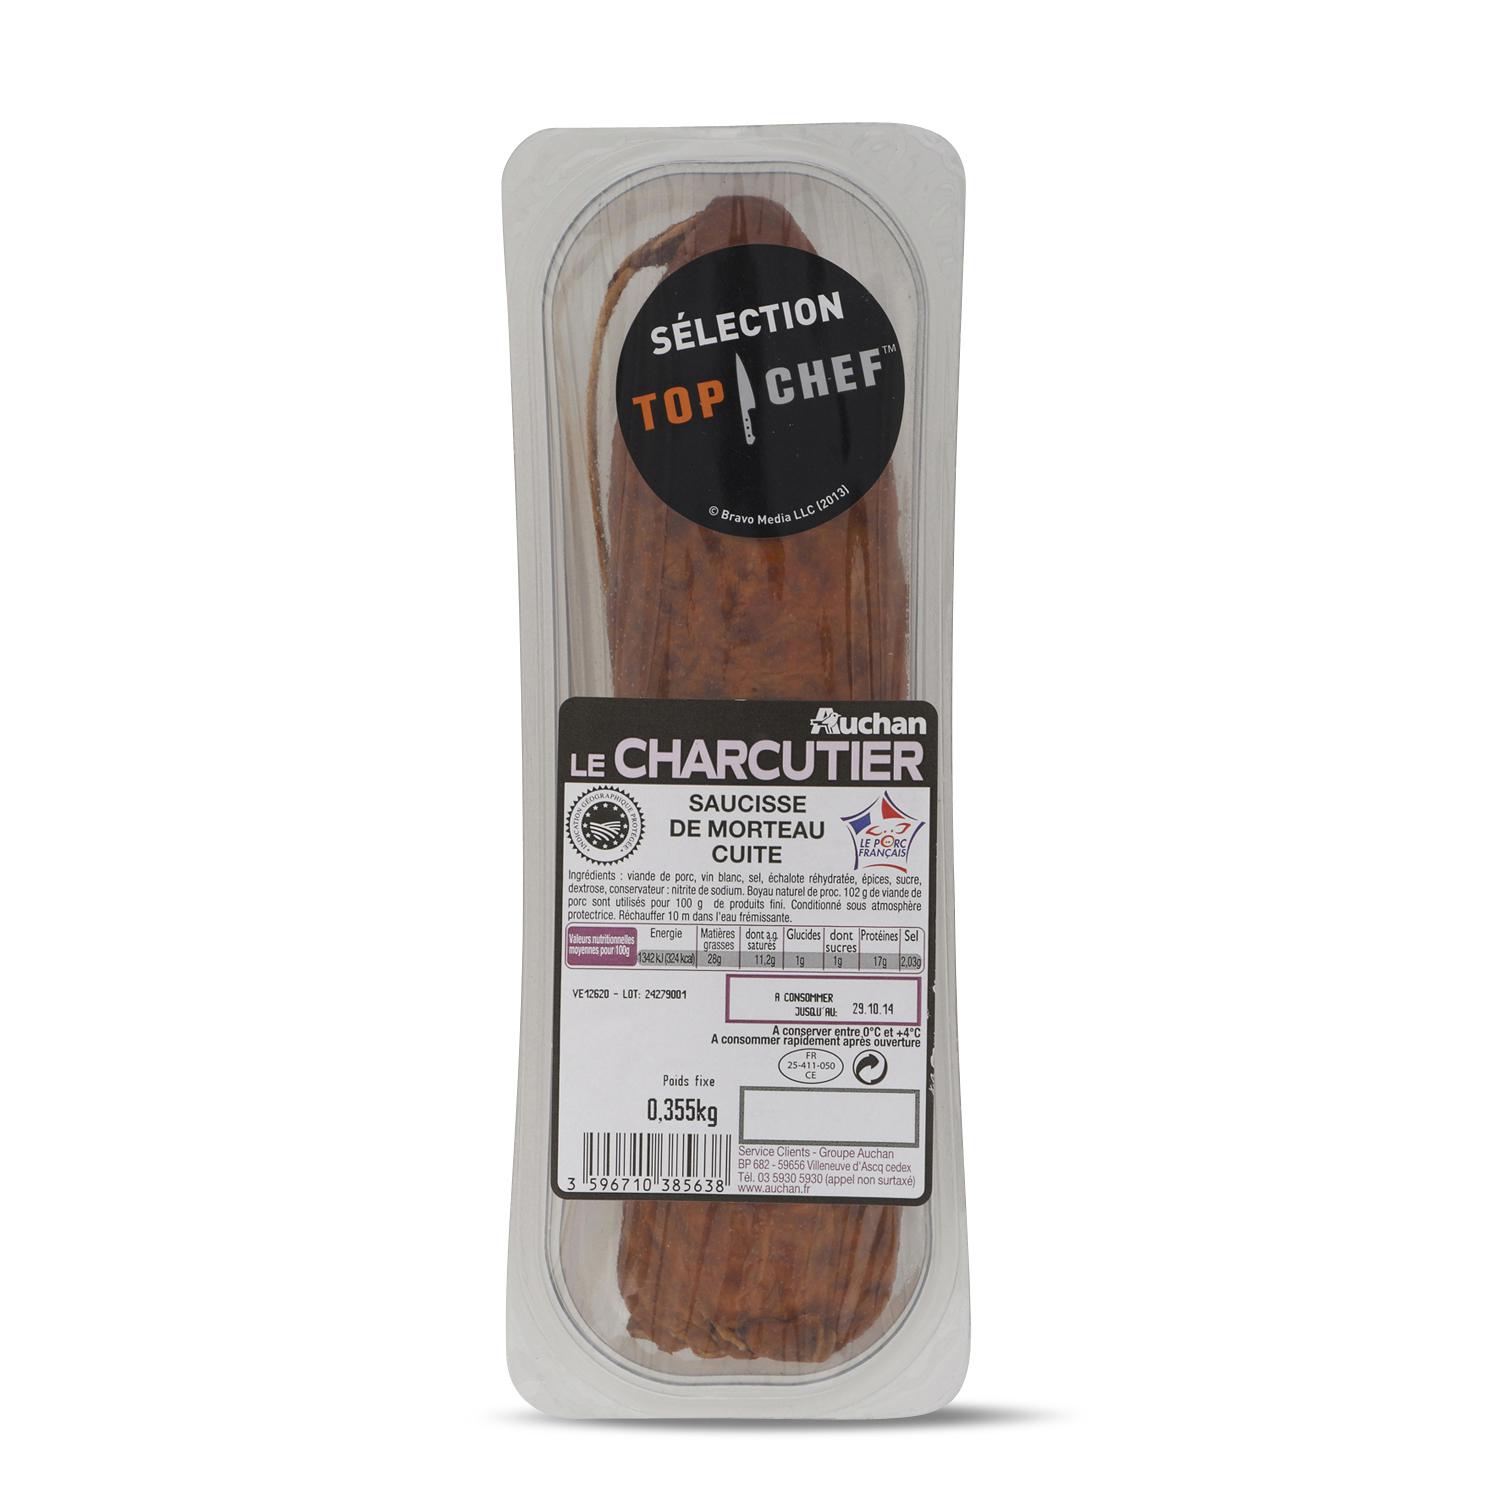 SÉLECTION
TOP CHEF™
© Bravo Media LLC (2013)
Auchan
LE CHARCUTIER
INDICATION GÉOGRAPHIQUE PROTÉGÉE
SAUCISSE
DE MORTEAU
CUITE
LE PORC
FRANÇAIS
Ingrédients : viande de porc, vin blanc, sel, échalote réhydratée, épices, sucre,
dextrose, conservateur : nitrite de sodium. Boyau naturel de proc. 102 g de viande de
porc sont utilisés pour 100 g de produits fini. Conditionné sous atmosphère
protectrice. Réchauffer 10 m dans l'eau frémissante.
Valeurs nutritionnelles
moyennes pour 100g
Energie Matières grasses dont a.g. saturés Glucides dont sucres Protéines Sel
1342 kJ (324 kcal) 28g 11,2g 1g 1g 17g 2,03g
VE12620 - LOT: 24279001
A CONSOMMER
JUSQU'AU: 29.10.14
A conserver entre 0°C et +4°C
A consommer rapidement après ouverture
FR
25-411-050
CE
Poids fixe
0,355kg
3 596710 385638
Service Clients - Groupe Auchan
BP 682 - 59656 Villeneuve d'Ascq cedex
Tél. 03 5930 5930 (appel non surtaxé)
www.auchan.fr